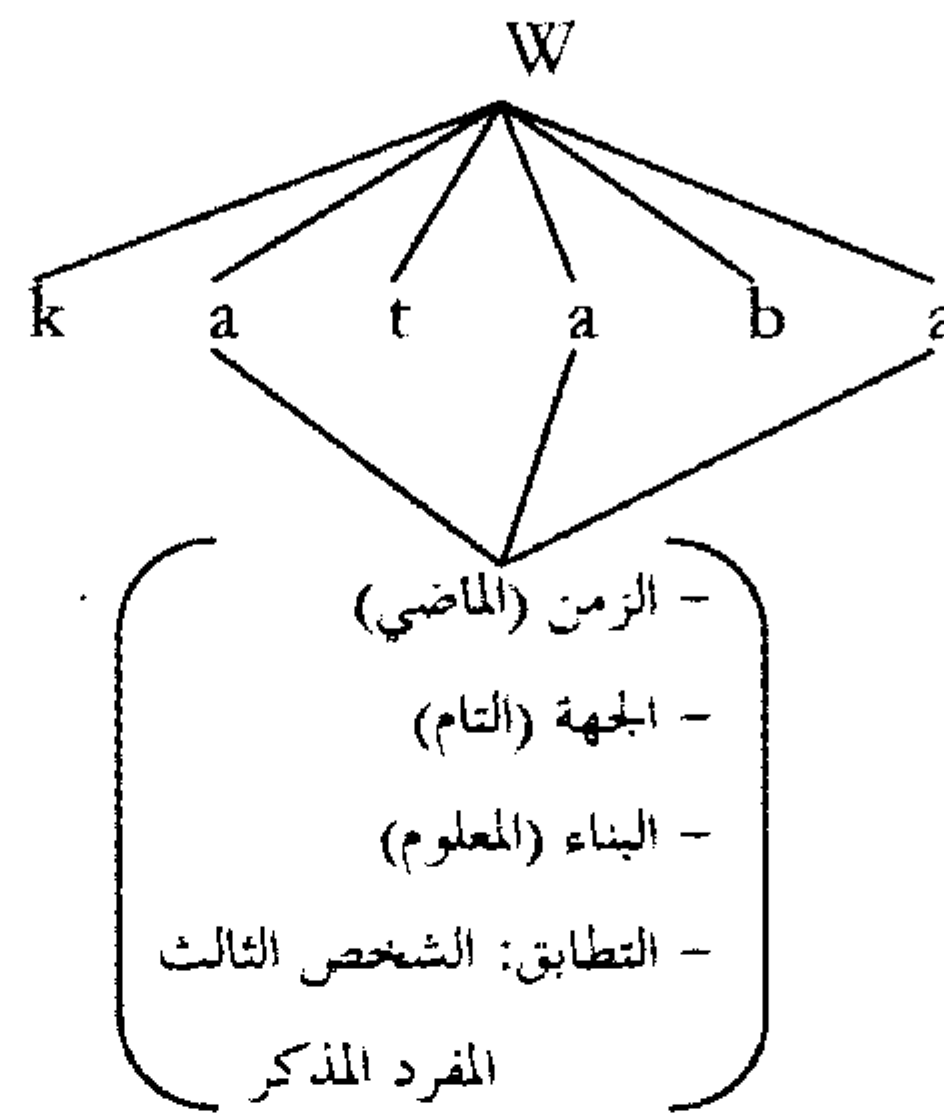 W
k a t a b a
- الزمن (الماضي)
- الجهة (التام)
- البناء (المعلوم)
- التطابق: الشخص الثالث
المفرد المذكر